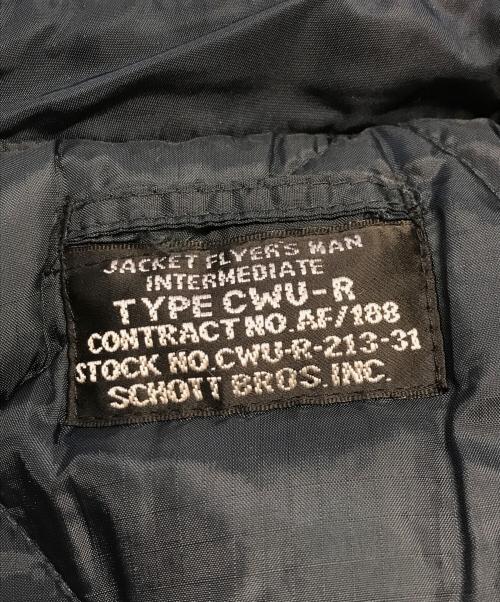 JACKET FLYER'S MAN
INTERMEDIATE
TYPE CWU-R
CONTRACT NO. AF/188
STOCK NO. CWU-R-213-31
SCHOTT BROS. INC.